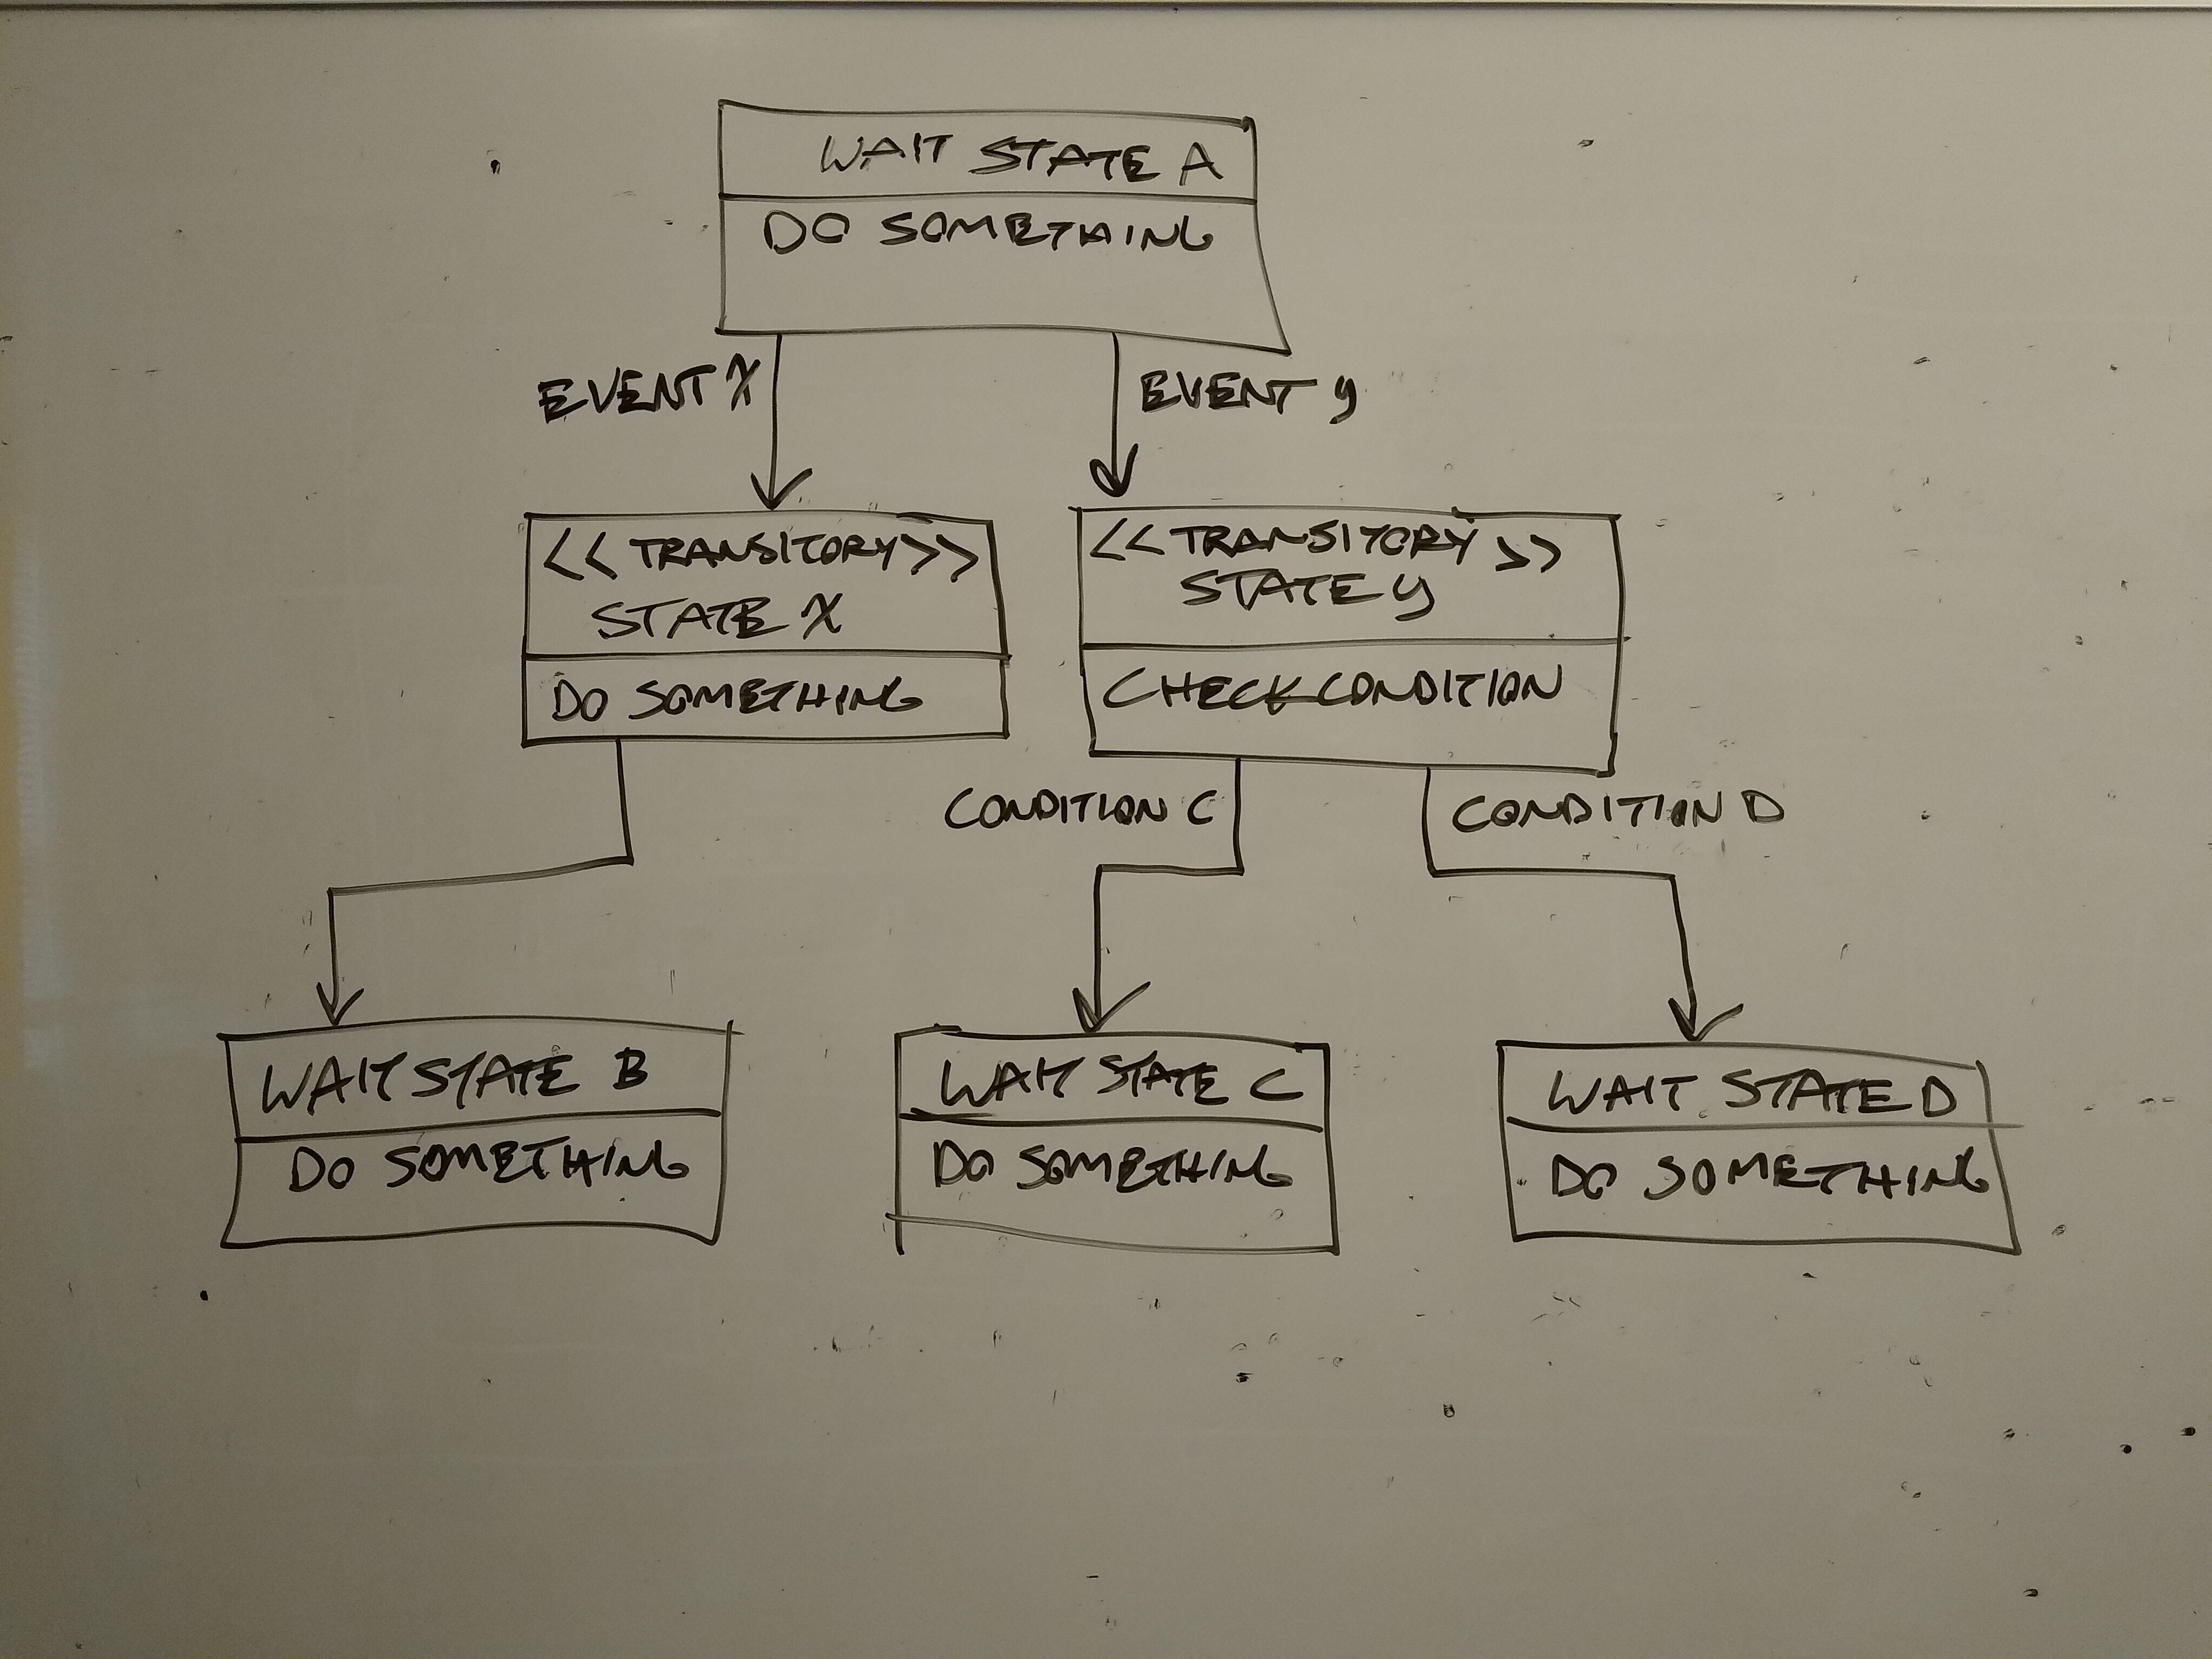 WAIT STATE A
DO SOMETHING
EVENT X
EVENT Y
<< TRANSITORY >>
STATE X
DO SOMETHING
<< TRANSITORY >>
STATE Y
CHECK CONDITION
CONDITION C
CONDITION D
WAIT STATE B
DO SOMETHING
WAIT STATE C
DO SOMETHING
WAIT STATE D
DO SOMETHING